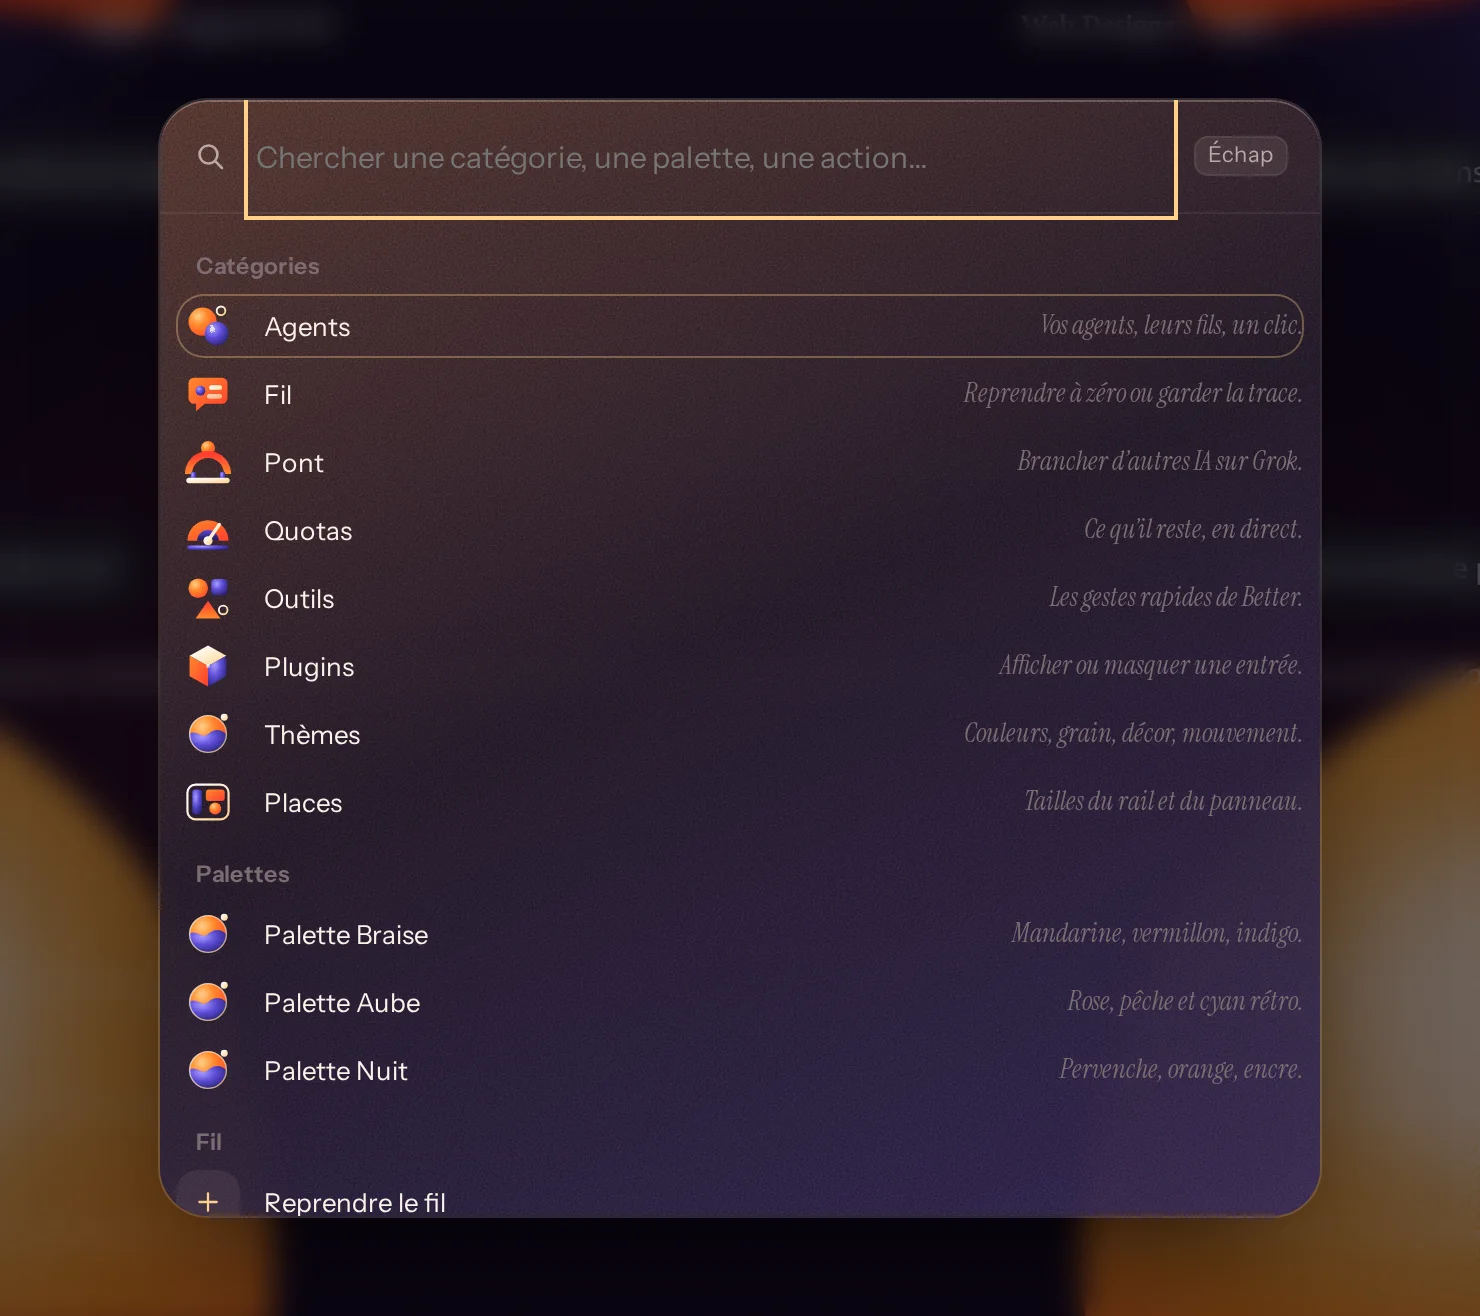 Web Design
Chercher une catégorie, une palette, une action...
Échap
Catégories
Agents
Vos agents, leurs fils, un clic.
Fil
Reprendre à zéro ou garder la trace.
Pont
Brancher d’autres IA sur Grok.
Quotas
Ce qu’il reste, en direct.
Outils
Les gestes rapides de Better.
Plugins
Afficher ou masquer une entrée.
Thèmes
Couleurs, grain, décor, mouvement.
Places
Tailles du rail et du panneau.
Palettes
Palette Braise
Mandarine, vermillon, indigo.
Palette Aube
Rose, pêche et cyan rétro.
Palette Nuit
Pervenche, orange, encre.
Fil
Reprendre le fil